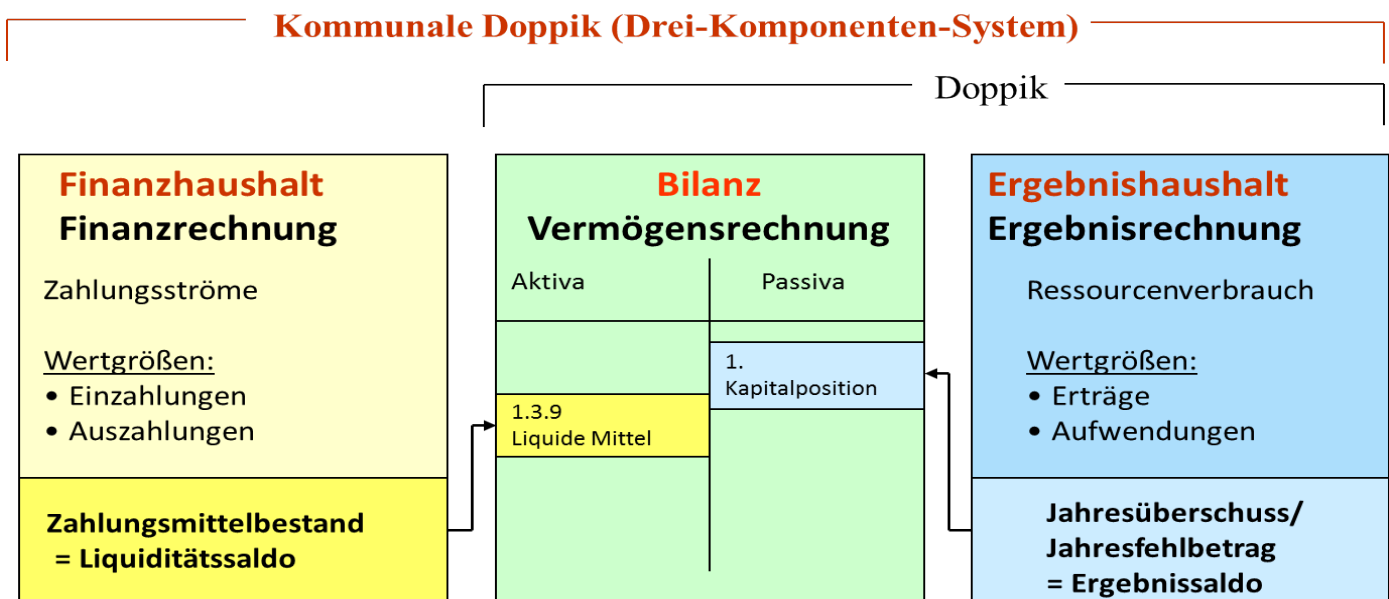 Kommunale Doppik (Drei-Komponenten-System)
Doppik
Finanzhaushalt
Finanzrechnung
Zahlungsströme
Wertgrößen:
• Einzahlungen
• Auszahlungen
Zahlungsmittelbestand
= Liquiditätssaldo
Bilanz
Vermögensrechnung
Aktiva
Passiva
1.
Kapitalposition
1.3.9
Liquide Mittel
Ergebnishaushalt
Ergebnisrechnung
Ressourcenverbrauch
Wertgrößen:
• Erträge
• Aufwendungen
Jahresüberschuss/
Jahresfehlbetrag
= Ergebnissaldo